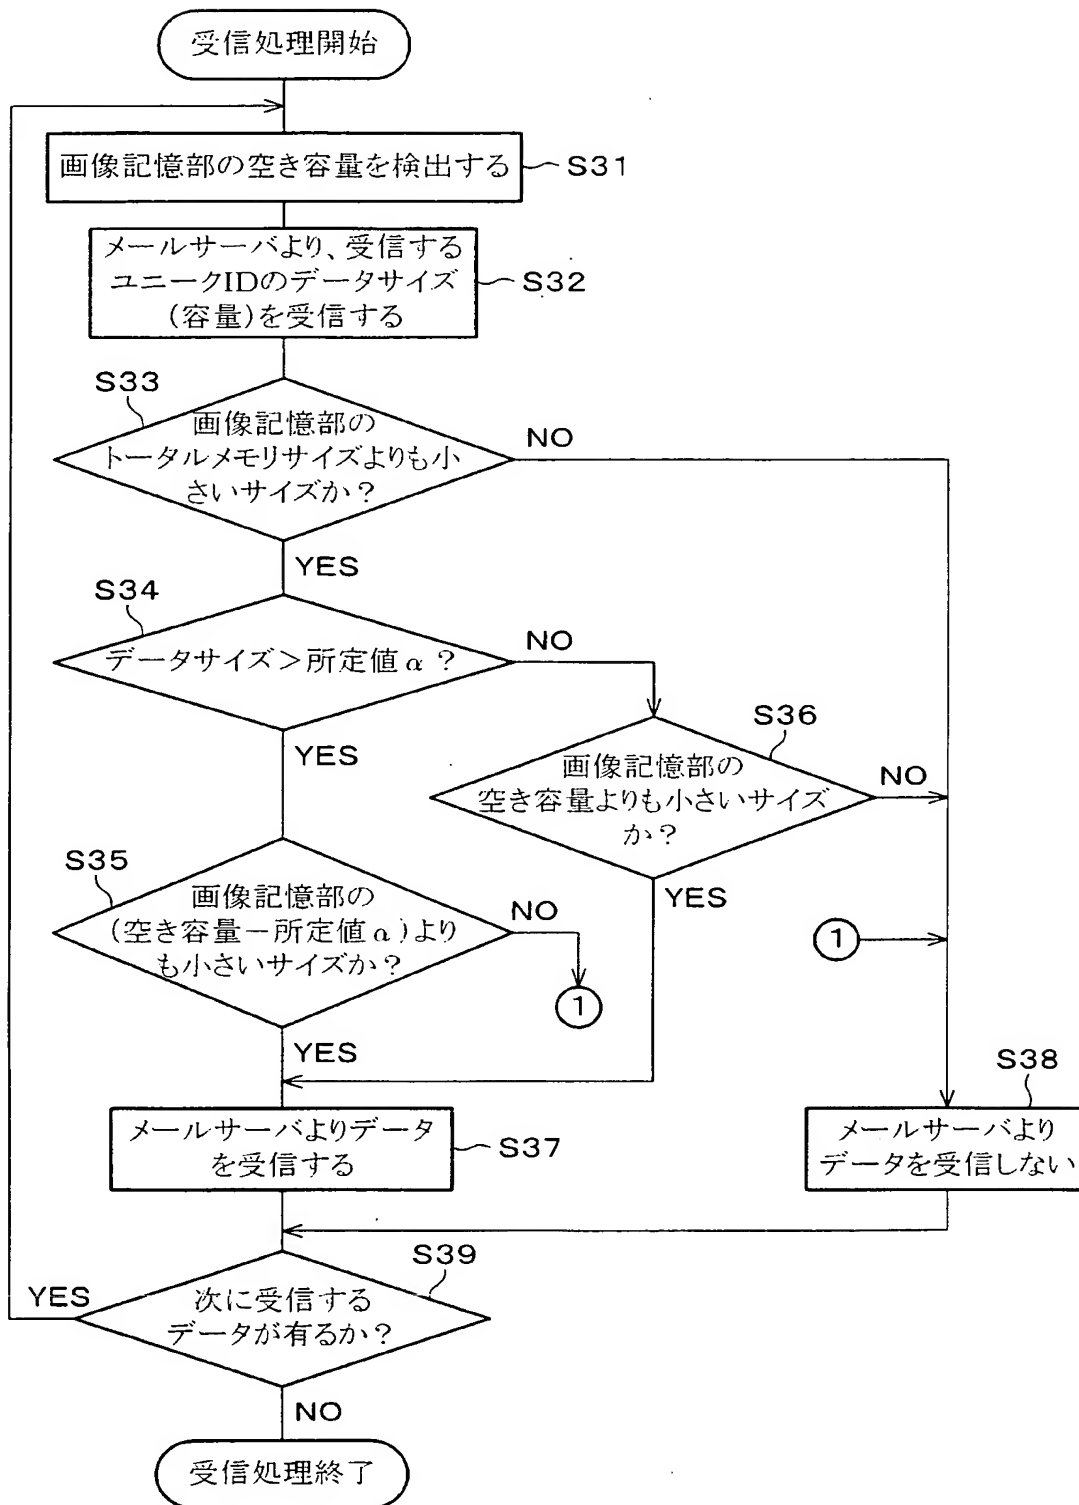 受信処理開始
画像記憶部の空き容量を検出する
S31
メールサーバより、受信する
ユニークIDのデータサイズ
(容量)を受信する
S32
S33
画像記憶部の
トータルメモリサイズよりも小
さいサイズか?
NO
YES
S34
データサイズ>所定値α?
NO
YES
S36
画像記憶部の
空き容量よりも小さいサイズ
か?
NO
YES
S35
画像記憶部の
(空き容量-所定値α)より
も小さいサイズか?
NO
1
1
YES
メールサーバよりデータ
を受信する
S37
S38
メールサーバより
データを受信しない
S39
次に受信する
データが有るか?
YES
NO
受信処理終了